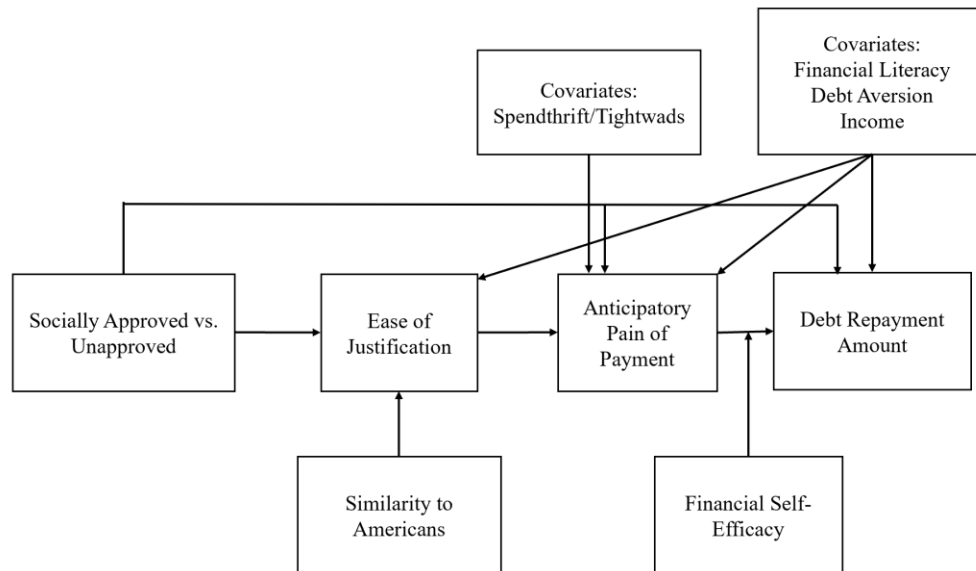 Covariates:
Spendthrift/Tightwads
Covariates:
Financial Literacy
Debt Aversion
Income
Socially Approved vs.
Unapproved
Ease of
Justification
Anticipatory
Pain of
Payment
Debt Repayment
Amount
Similarity to
Americans
Financial Self-
Efficacy